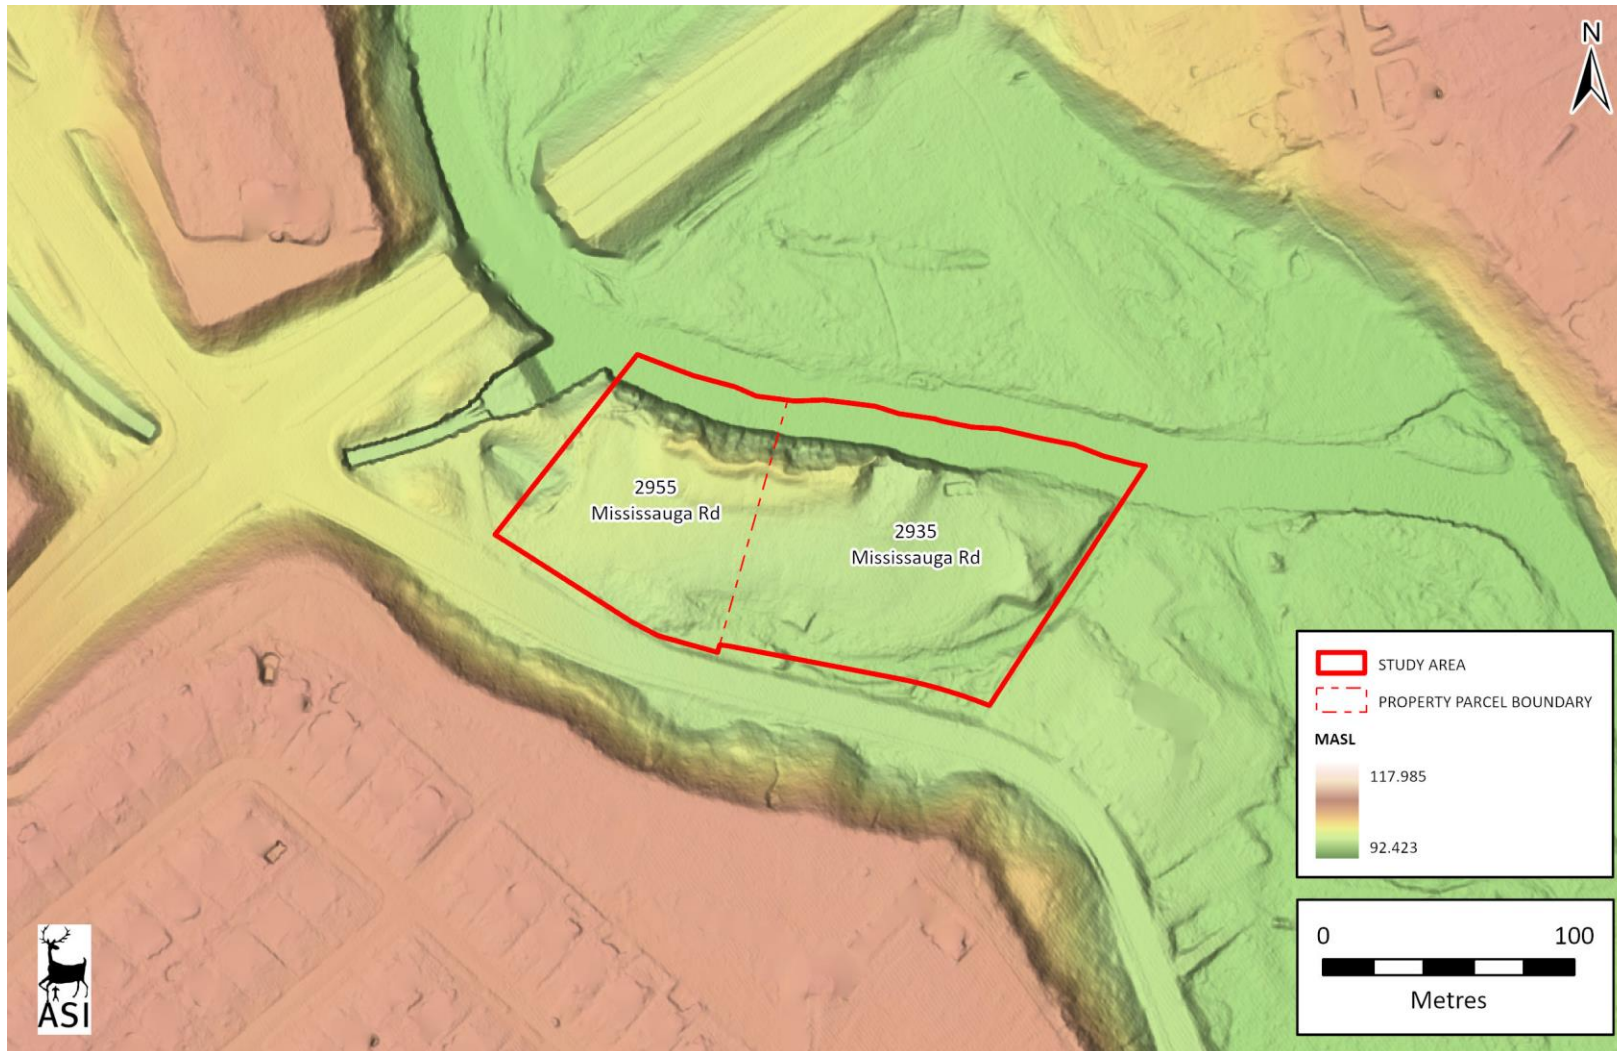 N
2955
Mississauga Rd
2935
Mississauga Rd
STUDY AREA
PROPERTY PARCEL BOUNDARY
MASL
117.985
92.423
0 100
Metres
ASI